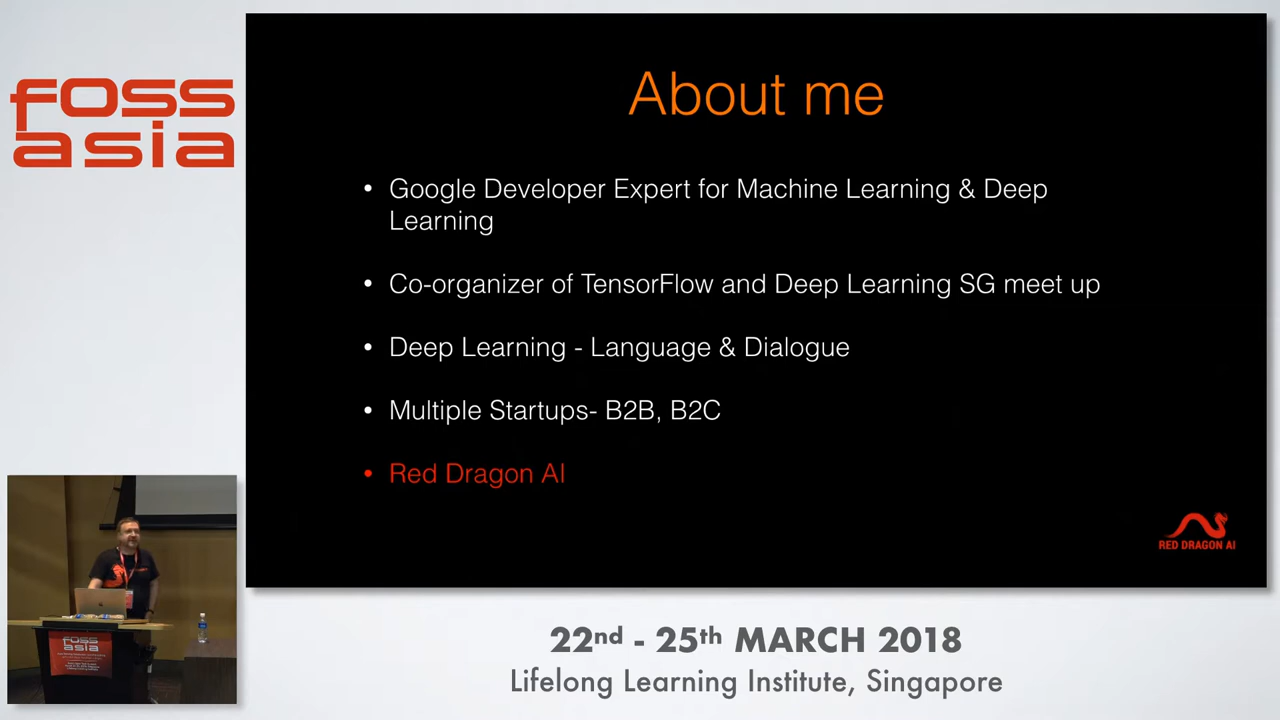 foss
asia
About me
• Google Developer Expert for Machine Learning & Deep
Learning
• Co-organizer of TensorFlow and Deep Learning SG meet up
• Deep Learning - Language & Dialogue
• Multiple Startups- B2B, B2C
• Red Dragon AI
RED DRAGON AI
foss
asia
22nd - 25th MARCH 2018
Lifelong Learning Institute, Singapore